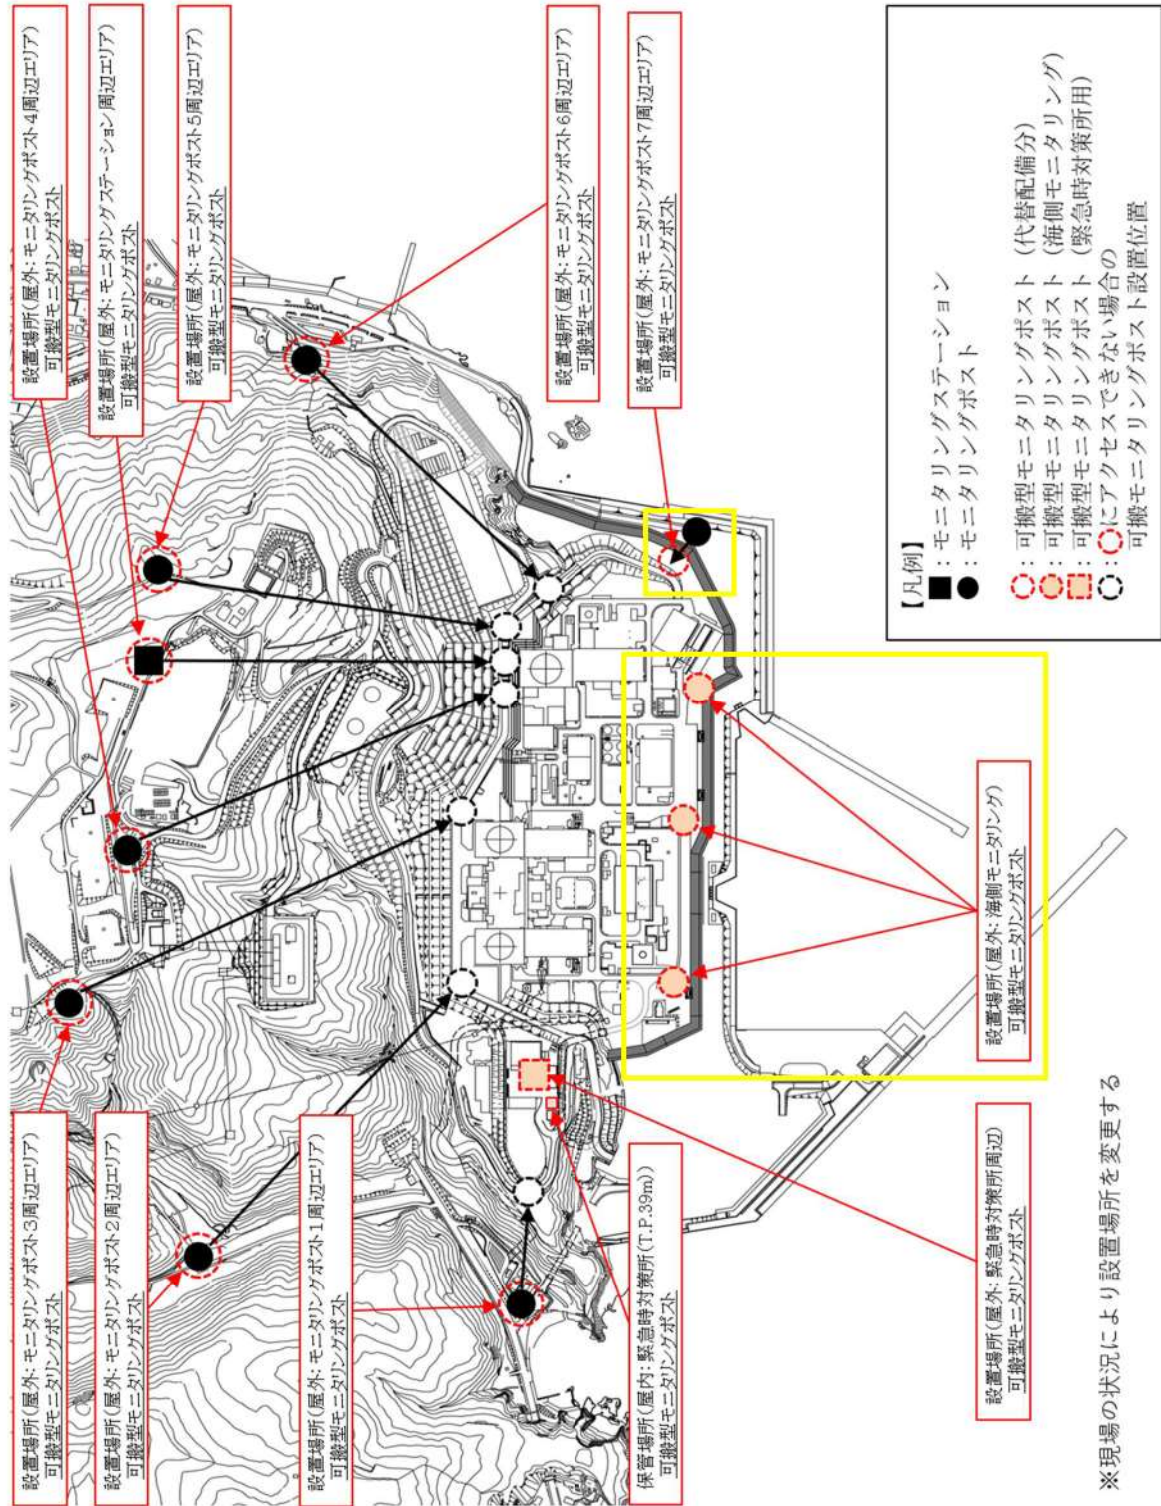 設置場所(屋外:モニタリングポスト3周辺エリア)
可搬型モニタリングポスト
設置場所(屋外:モニタリングポスト2周辺エリア)
可搬型モニタリングポスト
設置場所(屋外:モニタリングポスト1周辺エリア)
可搬型モニタリングポスト
保管場所(屋内:緊急時対策所(T.P.39m))
可搬型モニタリングポスト
設置場所(屋外:緊急時対策所周辺)
可搬型モニタリングポスト
※現場の状況により設置場所を変更する
設置場所(屋外:海側モニタリング)
可搬型モニタリングポスト
設置場所(屋外:モニタリングポスト4周辺エリア)
可搬型モニタリングポスト
設置場所(屋外:モニタリングステーション周辺エリア)
可搬型モニタリングポスト
設置場所(屋外:モニタリングポスト5周辺エリア)
可搬型モニタリングポスト
設置場所(屋外:モニタリングポスト6周辺エリア)
可搬型モニタリングポスト
設置場所(屋外:モニタリングポスト7周辺エリア)
可搬型モニタリングポスト
【凡例】
:モニタリングステーション
:モニタリングポスト
:可搬型モニタリングポスト(代替配備分)
:可搬型モニタリングポスト(海側モニタリング)
:可搬型モニタリングポスト(緊急時対策所用)
:にアクセスできない場合の
可搬モニタリングポスト設置位置